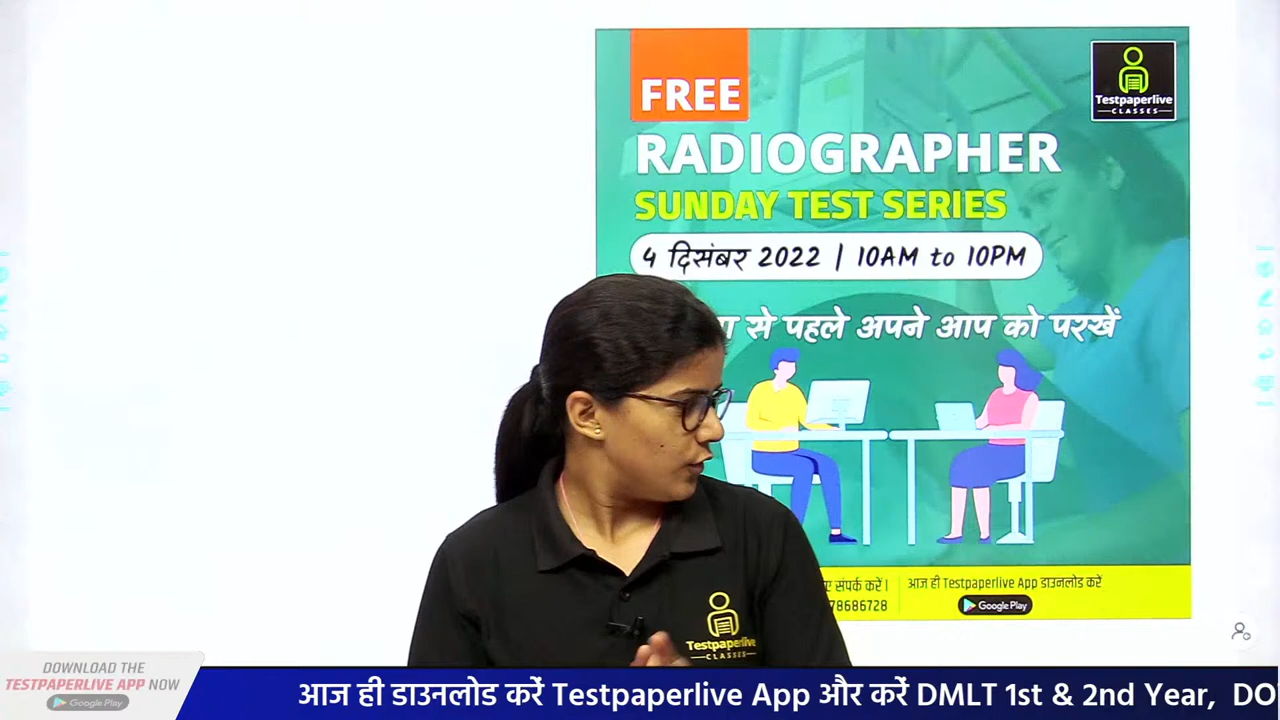 FREE
Testpaperlive
CLASSES
RADIOGRAPHER
SUNDAY TEST SERIES
4 दिसंबर 2022 | 10AM to 10PM
से पहले अपने आप को परखें
संपर्क करें।
आज ही Testpaperlive App डाउनलोड करें
78686728
Google Play
Testpaperlive
CLASSES
DOWNLOAD THE
TESTPAPERLIVE APP NOW
Google Play
आज ही डाउनलोड करें Testpaperlive App और करें DMLT 1st & 2nd Year,